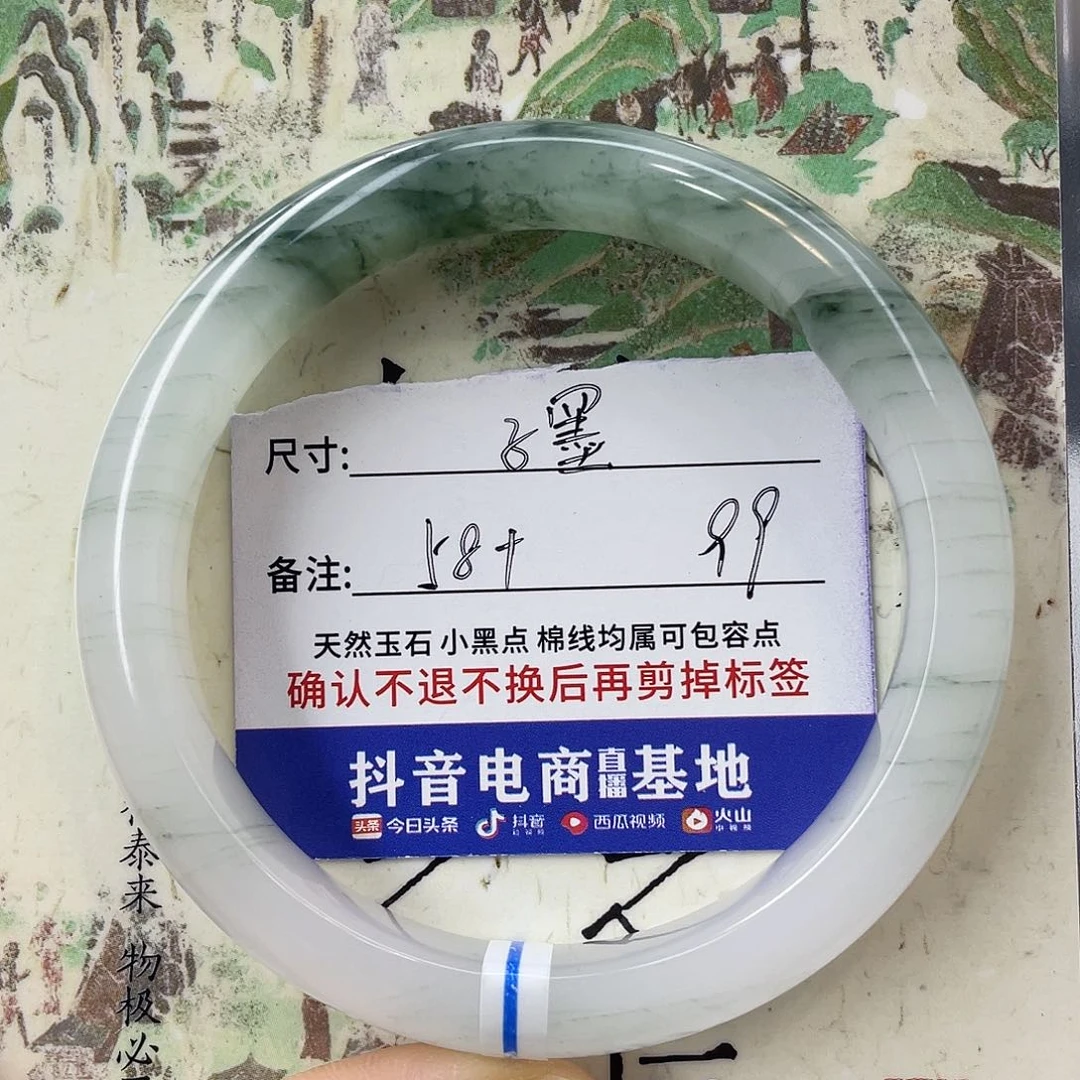 尺寸: 墨
备注: 58+ 99
天然玉石 小黑点 棉线均属可包容点
确认不退不换后再剪掉标签
抖音电商直播基地
头条 今日头条 抖音 西瓜视频 火山
泰来 物极必